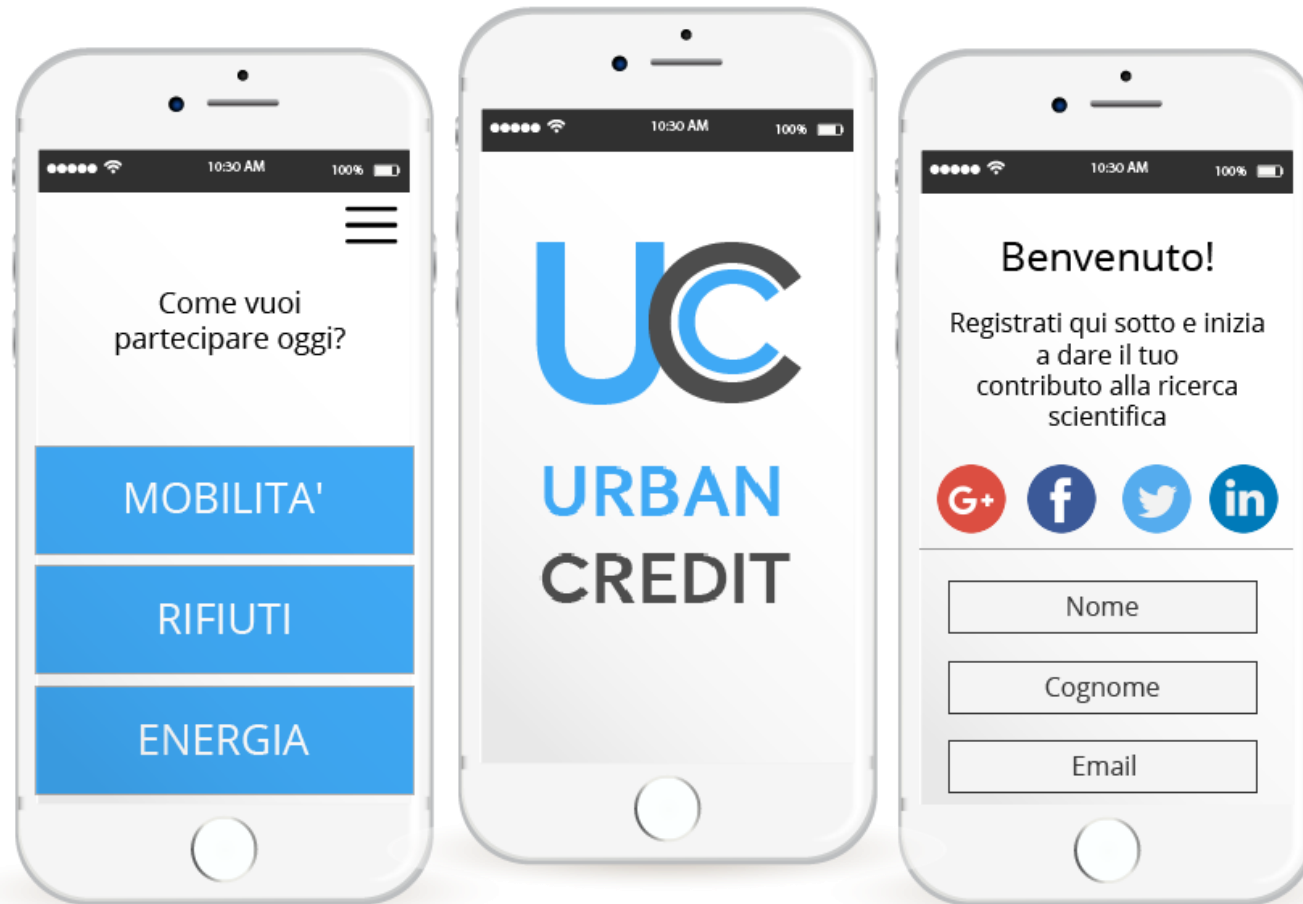 10:30 AM
100%
Come vuoi
partecipare oggi?
MOBILITA'
RIFIUTI
ENERGIA
10:30 AM
100%
UCC
URBAN
CREDIT
10:30 AM
100%
Benvenuto!
Registrati qui sotto e inizia
a dare il tuo
contributo alla ricerca
scientifica
G+
f
in
Nome
Cognome
Email